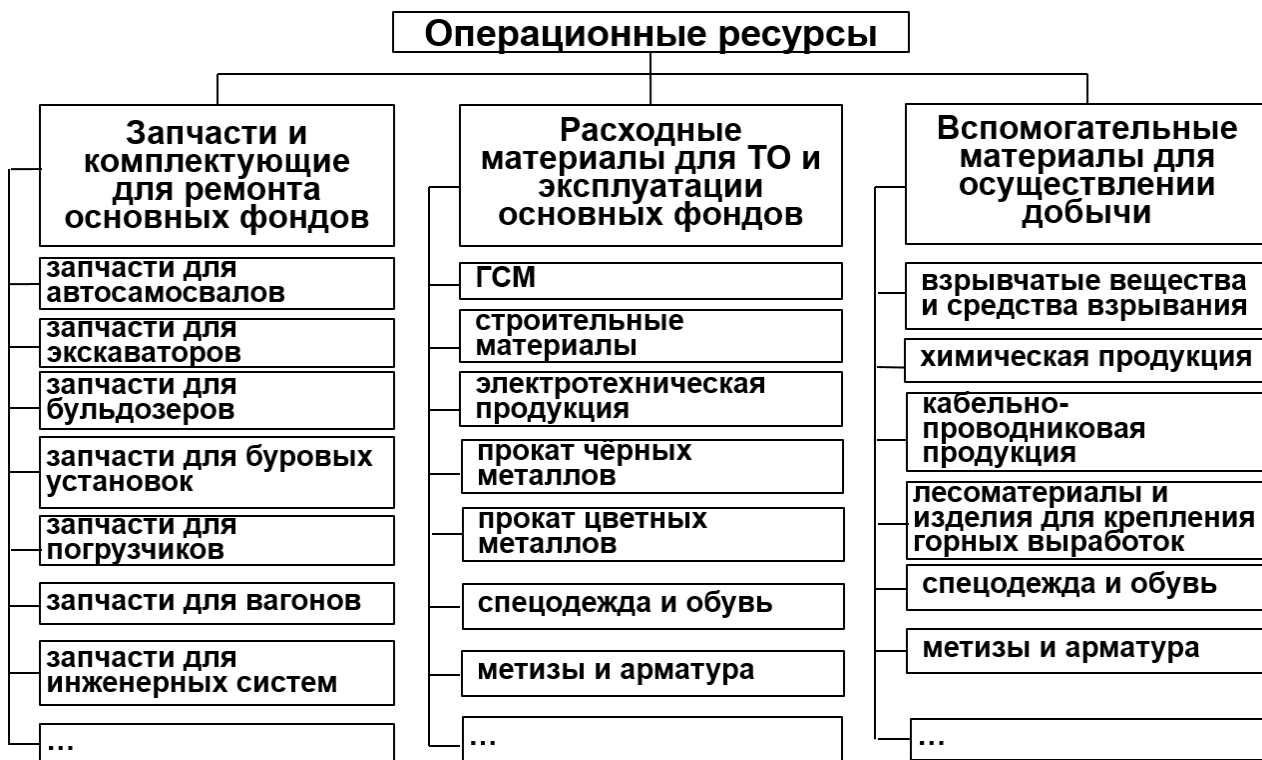 Операционные ресурсы
Запчасти и
комплектующие
для ремонта
основных фондов
запчасти для
автосамосвалов
запчасти для
экскаваторов
запчасти для
бульдозеров
запчасти для буровых
установок
запчасти для
погрузчиков
запчасти для вагонов
запчасти для
инженерных систем
...
Расходные
материалы для ТО и
эксплуатации
основных фондов
ГСМ
строительные
материалы
электротехническая
продукция
прокат чёрных
металлов
прокат цветных
металлов
спецодежда и обувь
метизы и арматура
...
Вспомогательные
материалы для
осуществлении
добычи
взрывчатые вещества
и средства взрывания
химическая продукция
кабельно-
проводниковая
продукция
лесоматериалы и
изделия для крепления
горных выработок
спецодежда и обувь
метизы и арматура
...